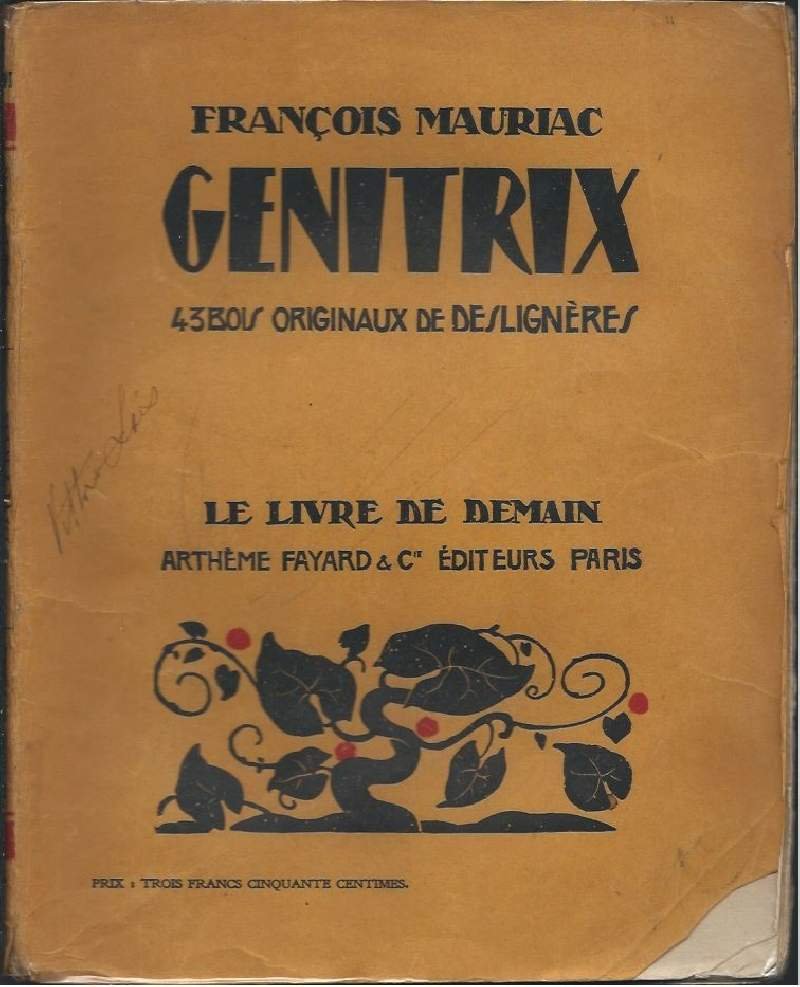 FRANÇOIS MAURIAC
GENITRIX
43 BOIS ORIGINAUX DE DESLIGNÈRES
LE LIVRE DE DEMAIN
ARTHÈME FAYARD & Cie ÉDITEURS PARIS
PRIX : TROIS FRANCS CINQUANTE CENTIMES.